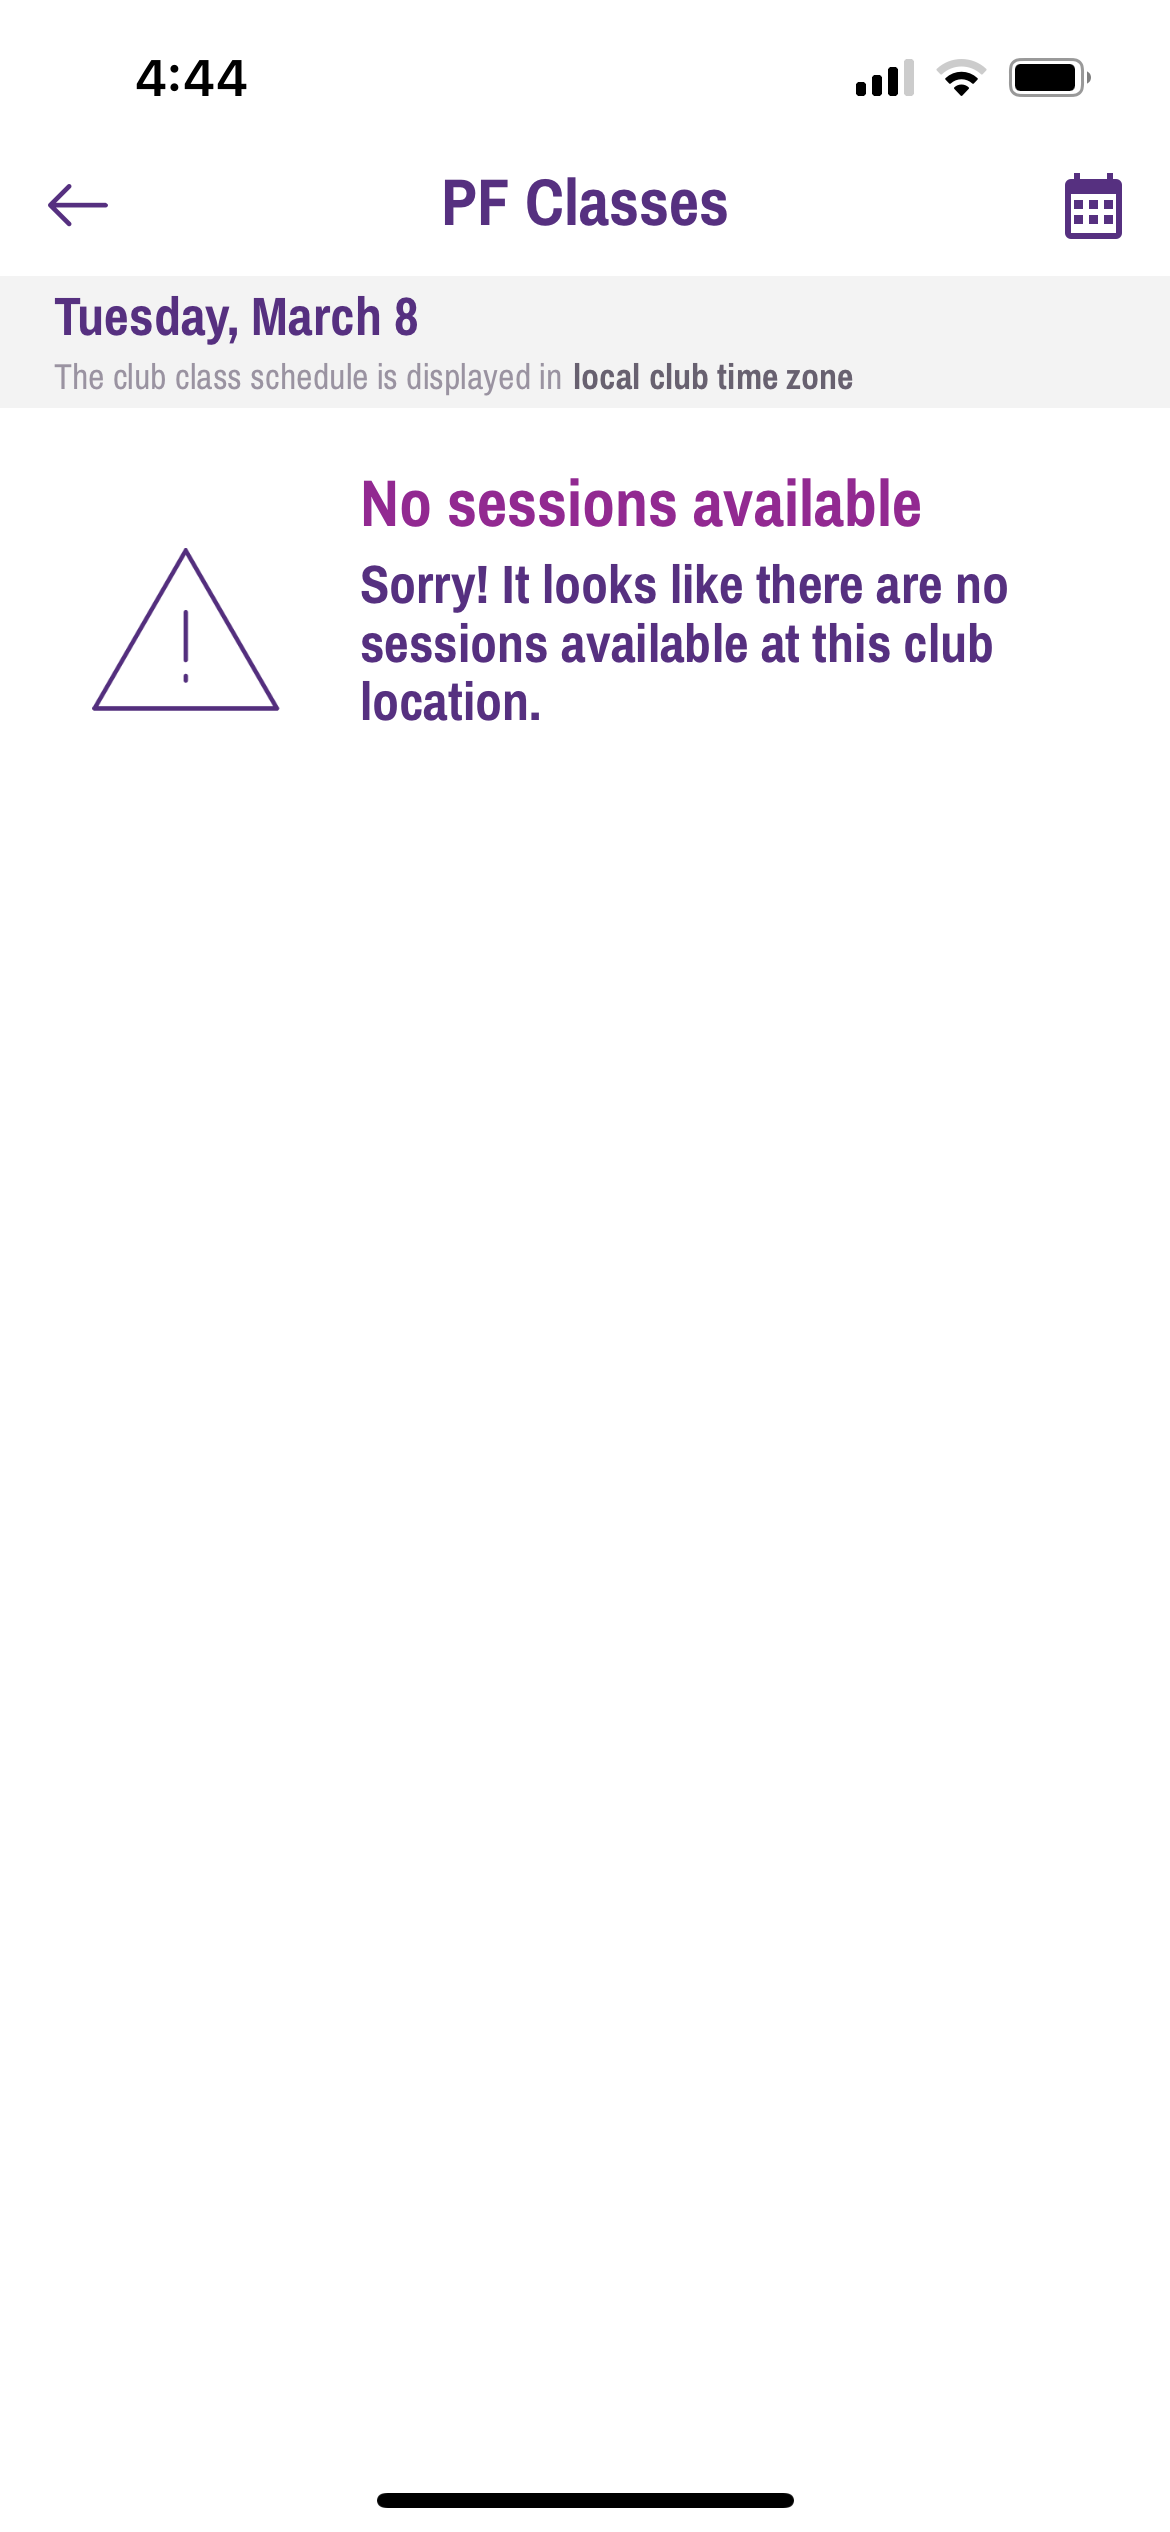 4:44
PF Classes
Tuesday, March 8
The club class schedule is displayed in local club time zone
No sessions available
Sorry! It looks like there are no
sessions available at this club
location.